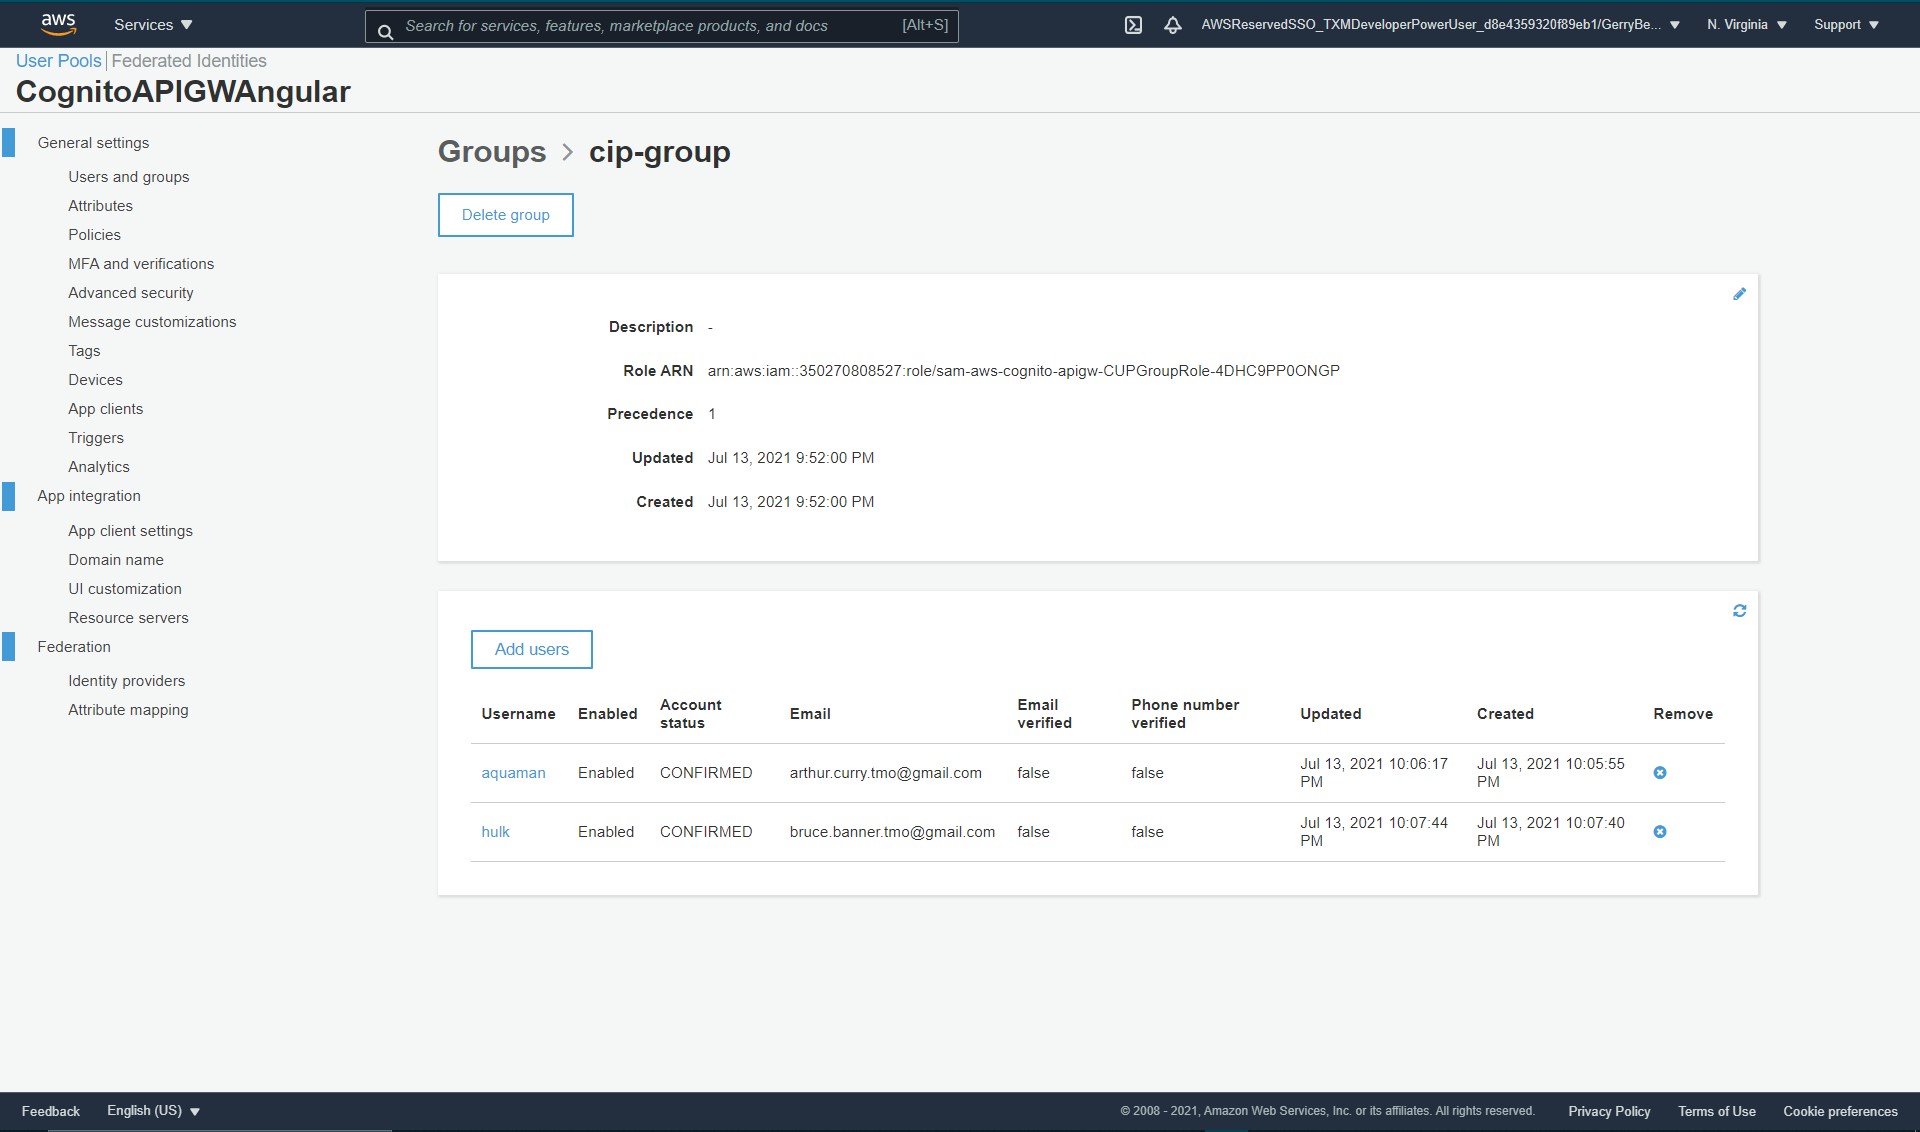 aws Services Search for services, features, marketplace products, and docs [Alt+S] AWSReservedSSO_TXMDeveloperPowerUser_d8e4359320f89eb1/GerryBe... N. Virginia Support
User Pools Federated Identities
CognitoAPIGWAngular
General settings
Users and groups
Attributes
Policies
MFA and verifications
Advanced security
Message customizations
Tags
Devices
App clients
Triggers
Analytics
App integration
App client settings
Domain name
UI customization
Resource servers
Federation
Identity providers
Attribute mapping
Groups > cip-group
Delete group
Description -
Role ARN arn:aws:iam::350270808527:role/sam-aws-cognito-apigw-CUPGroupRole-4DHC9PP0ONGP
Precedence 1
Updated Jul 13, 2021 9:52:00 PM
Created Jul 13, 2021 9:52:00 PM
Add users
Username Enabled Account status Email Email verified Phone number verified Updated Created Remove
aquaman Enabled CONFIRMED arthur.curry.tmo@gmail.com false false Jul 13, 2021 10:06:17 PM Jul 13, 2021 10:05:55 PM
hulk Enabled CONFIRMED bruce.banner.tmo@gmail.com false false Jul 13, 2021 10:07:44 PM Jul 13, 2021 10:07:40 PM
Feedback English (US) © 2008 - 2021, Amazon Web Services, Inc. or its affiliates. All rights reserved. Privacy Policy Terms of Use Cookie preferences